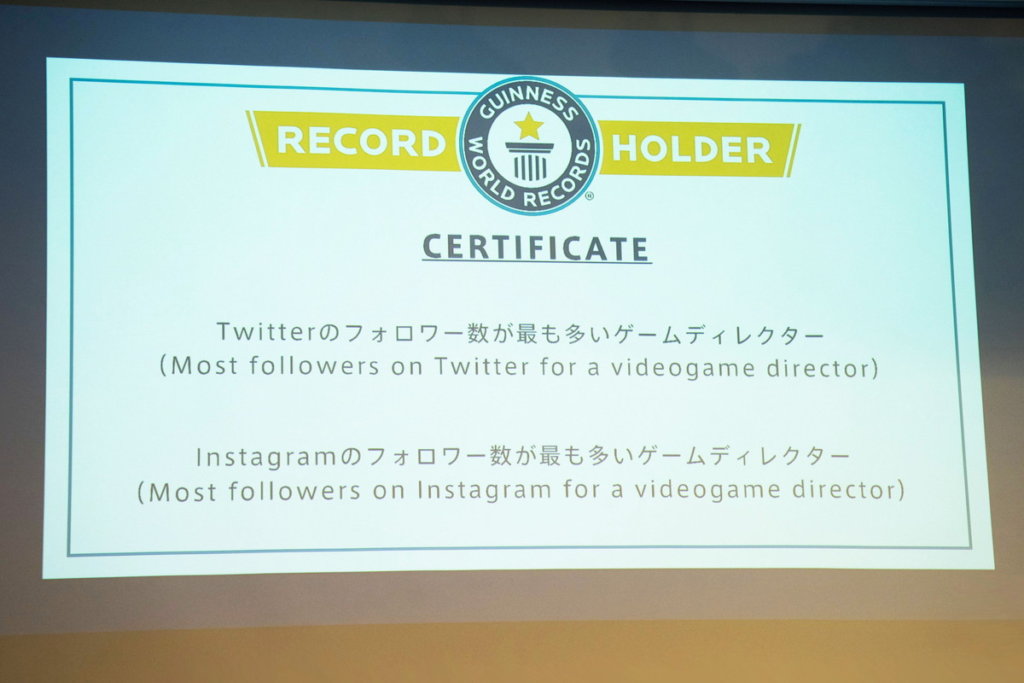 RECORD HOLDER
GUINNESS
WORLD RECORDS
®
CERTIFICATE
Twitterのフォロワー数が最も多いゲームディレクター
(Most followers on Twitter for a videogame director)
Instagramのフォロワー数が最も多いゲームディレクター
(Most followers on Instagram for a videogame director)